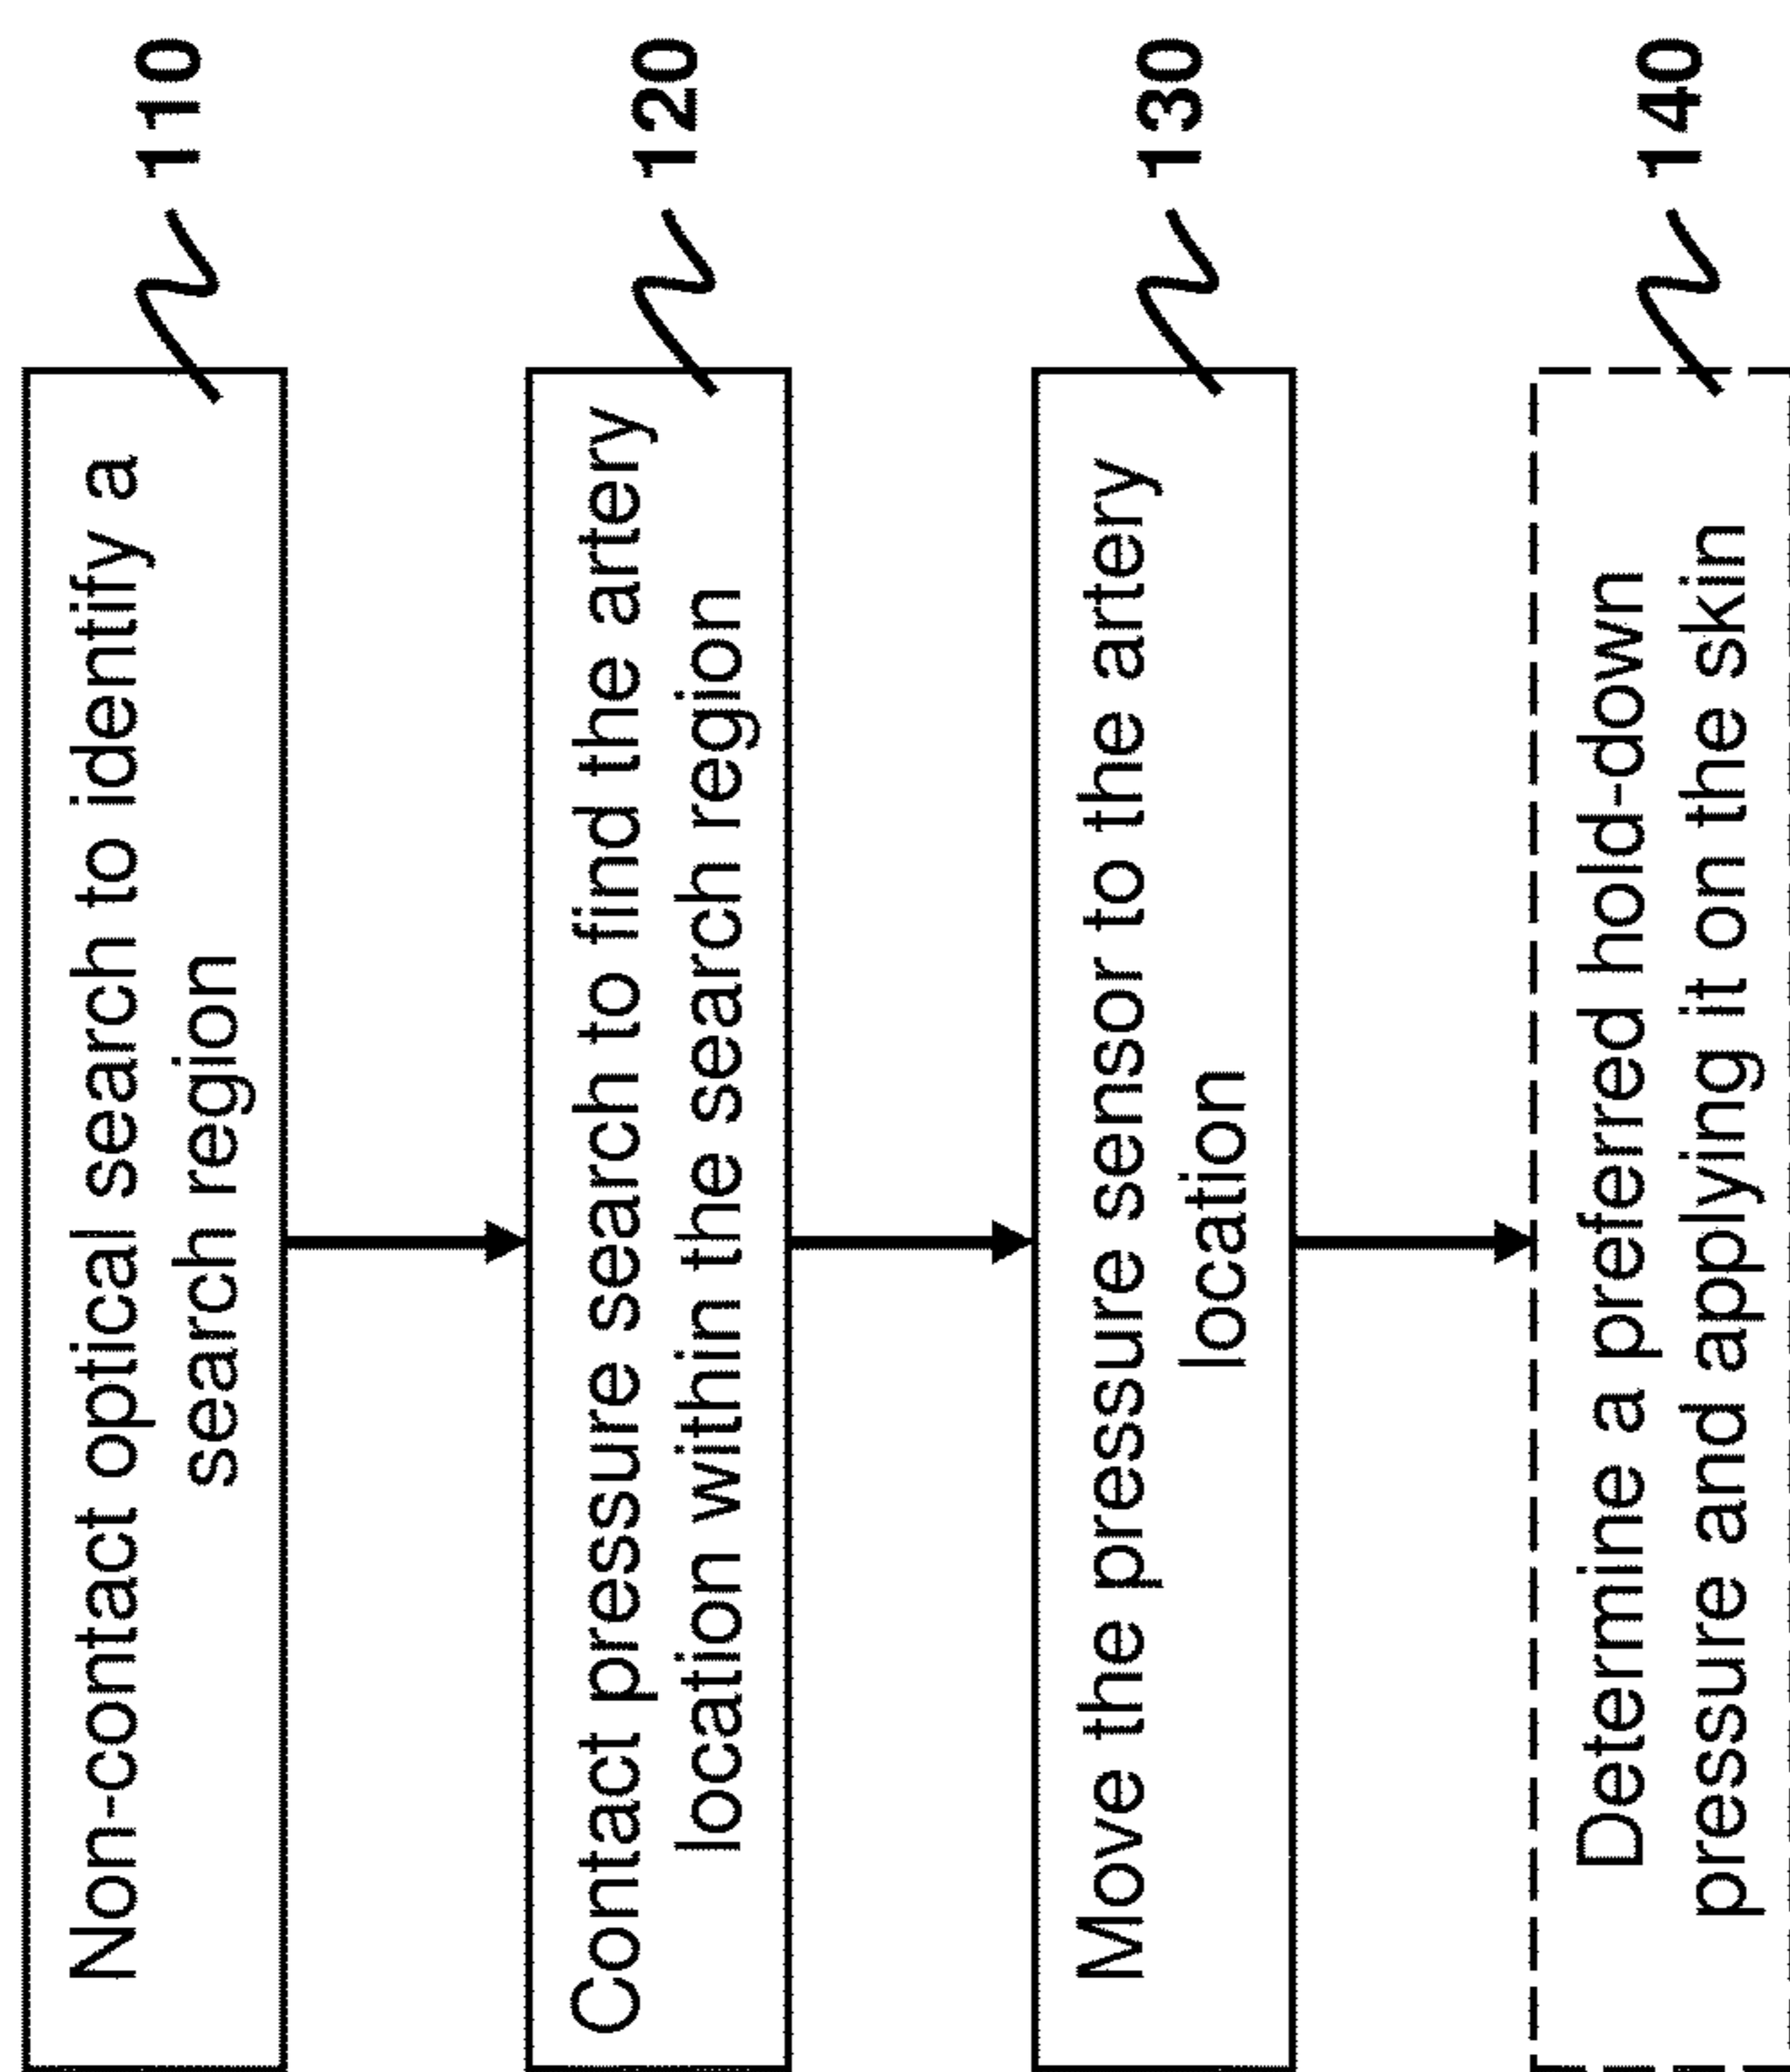 Non-contact optical search to identify a
search region
110
Contact pressure search to find the artery
location within the search region
120
Move the pressure sensor to the artery
location
130
Determine a preferred hold-down
pressure and applying it on the skin
140